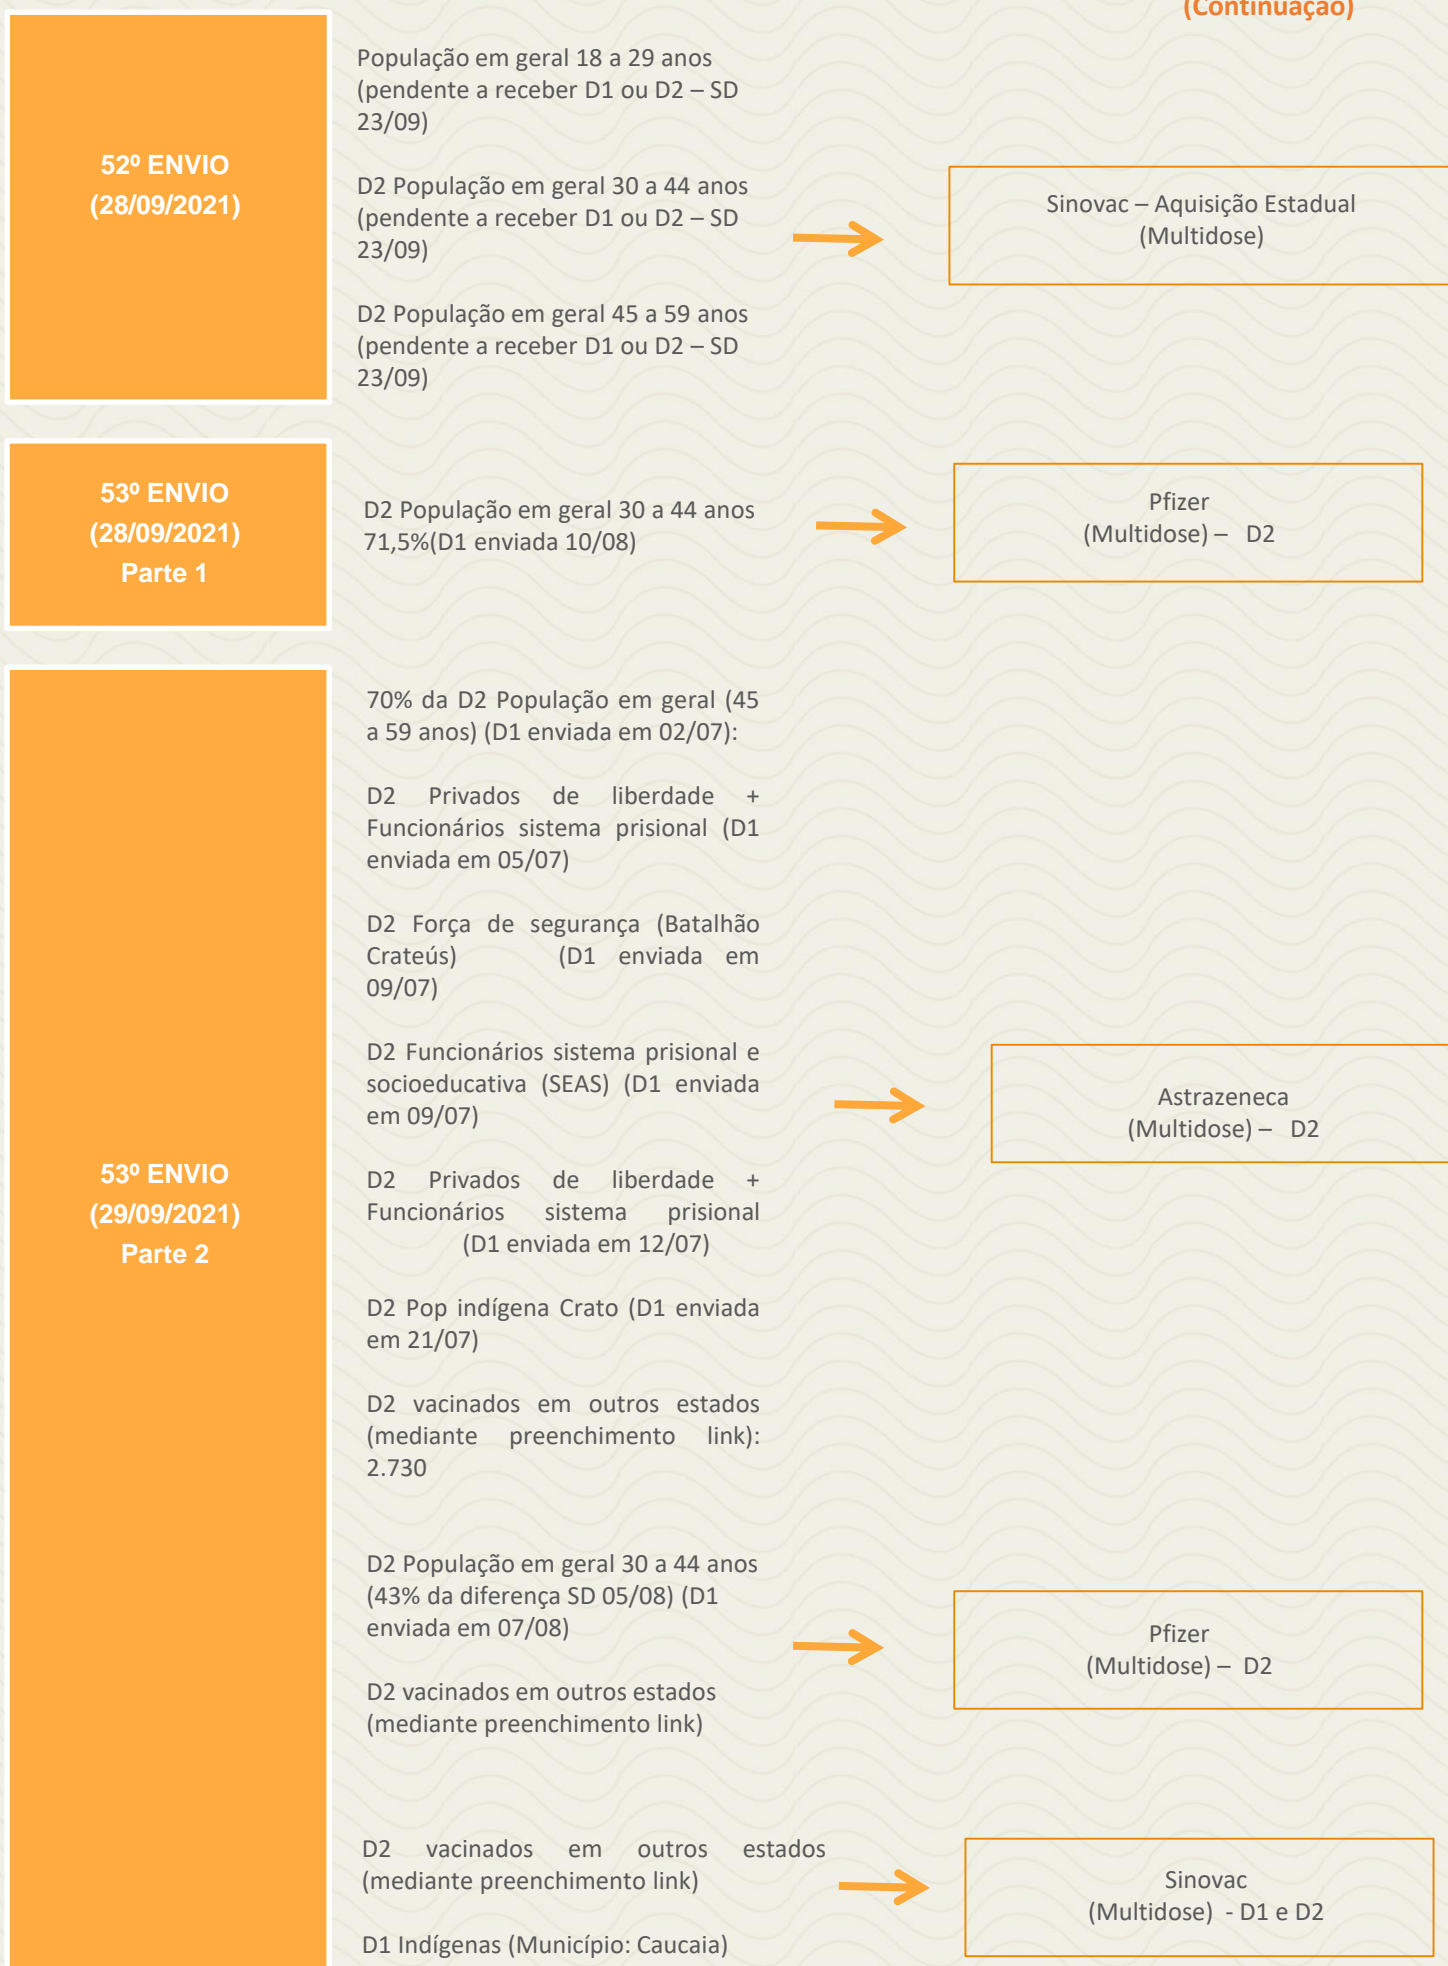 (Continuação)
52º ENVIO
(28/09/2021)
População em geral 18 a 29 anos
(pendente a receber D1 ou D2 – SD
23/09)
D2 População em geral 30 a 44 anos
(pendente a receber D1 ou D2 – SD
23/09)
D2 População em geral 45 a 59 anos
(pendente a receber D1 ou D2 – SD
23/09)
Sinovac – Aquisição Estadual
(Multidose)
53º ENVIO
(28/09/2021)
Parte 1
D2 População em geral 30 a 44 anos
71,5%(D1 enviada 10/08)
Pfizer
(Multidose) – D2
53º ENVIO
(29/09/2021)
Parte 2
70% da D2 População em geral (45
a 59 anos) (D1 enviada em 02/07):
D2 Privados de liberdade +
Funcionários sistema prisional (D1
enviada em 05/07)
D2 Força de segurança (Batalhão
Crateús) (D1 enviada em
09/07)
D2 Funcionários sistema prisional e
socioeducativa (SEAS) (D1 enviada
em 09/07)
D2 Privados de liberdade +
Funcionários sistema prisional
(D1 enviada em 12/07)
D2 Pop indígena Crato (D1 enviada
em 21/07)
D2 vacinados em outros estados
(mediante preenchimento link):
2.730
Astrazeneca
(Multidose) – D2
D2 População em geral 30 a 44 anos
(43% da diferença SD 05/08) (D1
enviada em 07/08)
D2 vacinados em outros estados
(mediante preenchimento link)
Pfizer
(Multidose) – D2
D2 vacinados em outros estados
(mediante preenchimento link)
D1 Indígenas (Município: Caucaia)
Sinovac
(Multidose) - D1 e D2